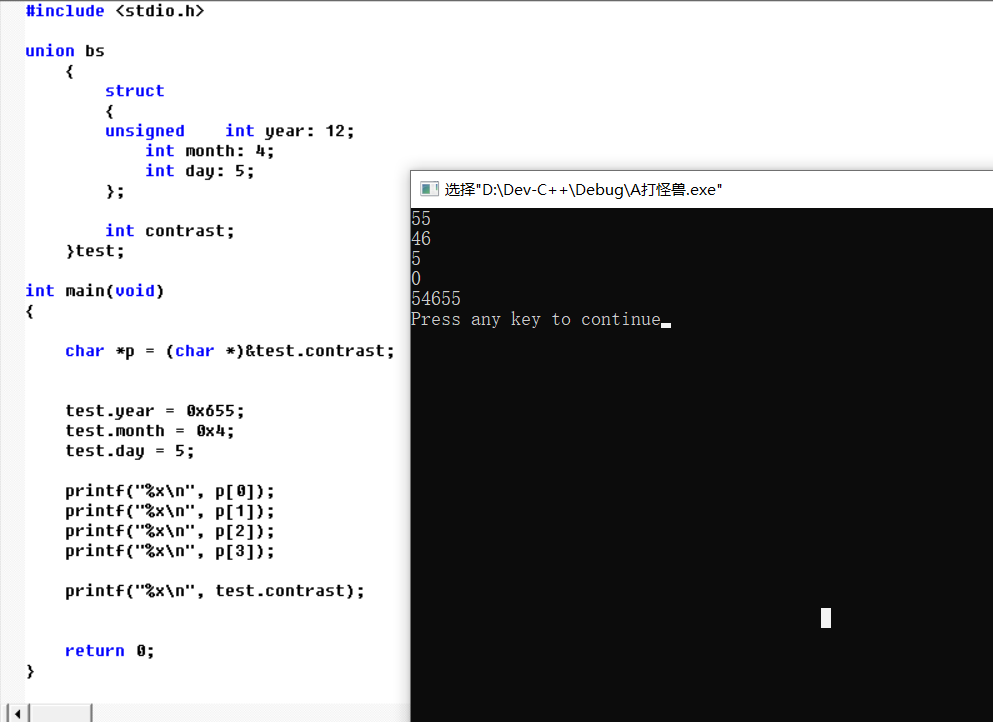 #include <stdio.h>
union bs
{
struct
{
unsigned    int year: 12;
int month: 4;
int day: 5;
};
int contrast;
}test;
int main(void)
{
char *p = (char *)&test.contrast;
test.year = 0x655;
test.month = 0x4;
test.day = 5;
printf("%x\n", p[0]);
printf("%x\n", p[1]);
printf("%x\n", p[2]);
printf("%x\n", p[3]);
printf("%x\n", test.contrast);
return 0;
}
选择"D:\Dev-C++\Debug\A打怪兽.exe"
55
46
5
0
54655
Press any key to continue